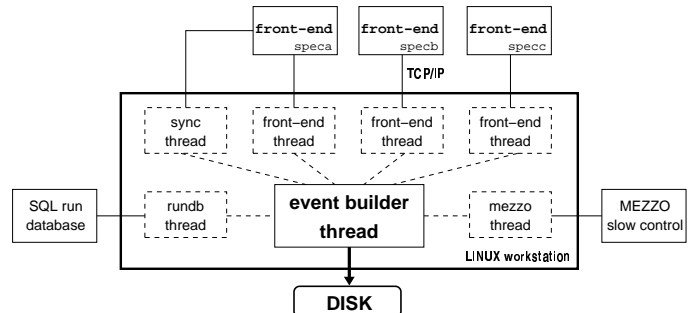 front-end
speca
front-end
specb
front-end
specc
TCP/IP
sync
thread
front-end
thread
front-end
thread
front-end
thread
SQL run
database
rundb
thread
event builder
thread
mezzo
thread
MEZZO
slow control
LINUX workstation
DISK